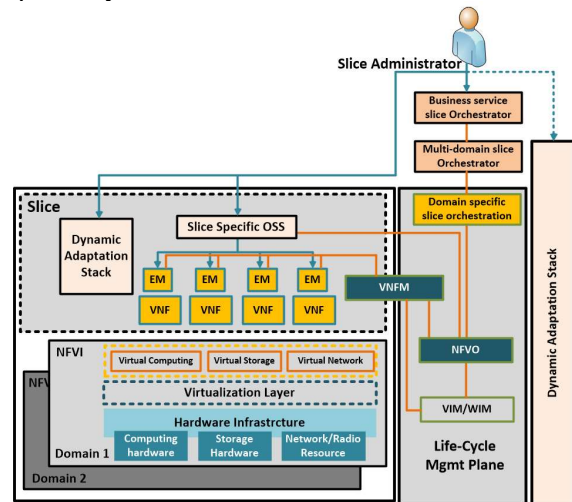 Slice Administrator
Business service
slice Orchestrator
Multi-domain slice
Orchestrator
Domain specific
slice orchestration
Slice
Dynamic
Adaptation
Stack
Slice Specific OSS
EM
EM
EM
EM
VNF
VNF
VNF
VNF
VNFM
NFVO
VIM/WIM
Life-Cycle
Mgmt Plane
Dynamic Adaptation Stack
NFVI
Virtual Computing
Virtual Storage
Virtual Network
Virtualization Layer
Hardware Infrastrcture
Computing
hardware
Storage
Hardware
Network/Radio
Resource
Domain 1
NFV
Domain 2